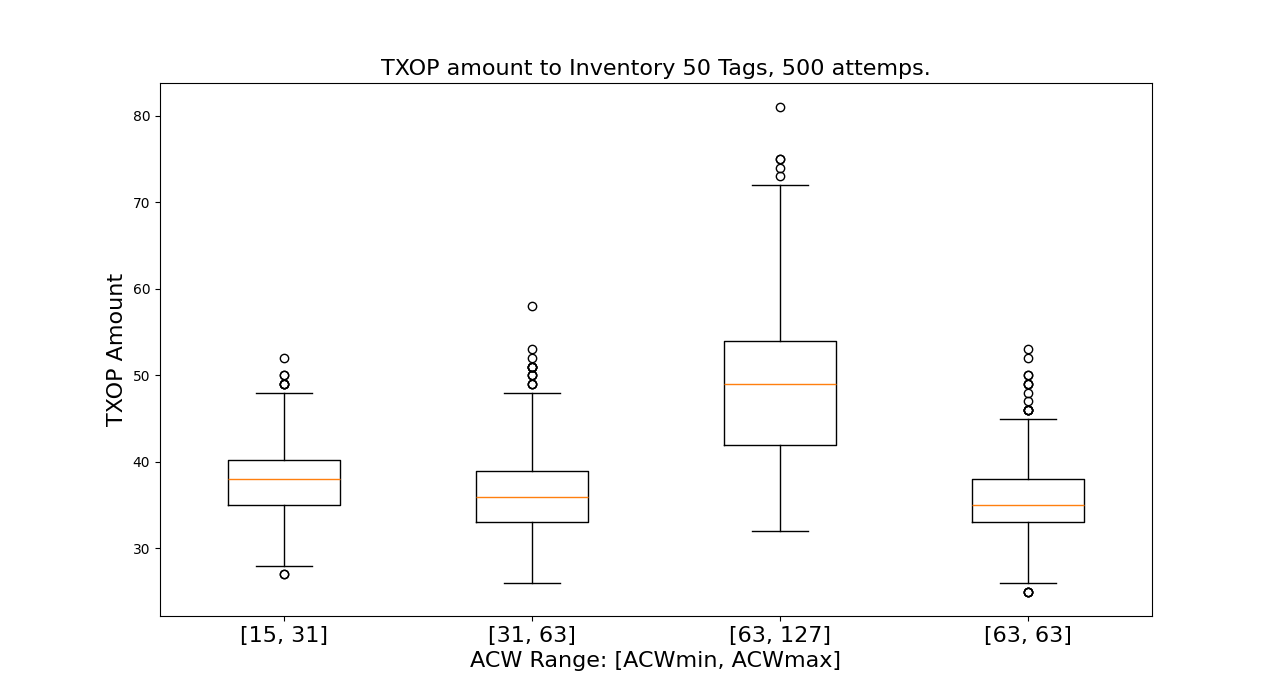 TXOP amount to Inventory 50 Tags, 500 attemps.
80
70
60
50
40
30
TXOP Amount
[15, 31] [31, 63] [63, 127] [63, 63]
ACW Range: [ACWmin, ACWmax]